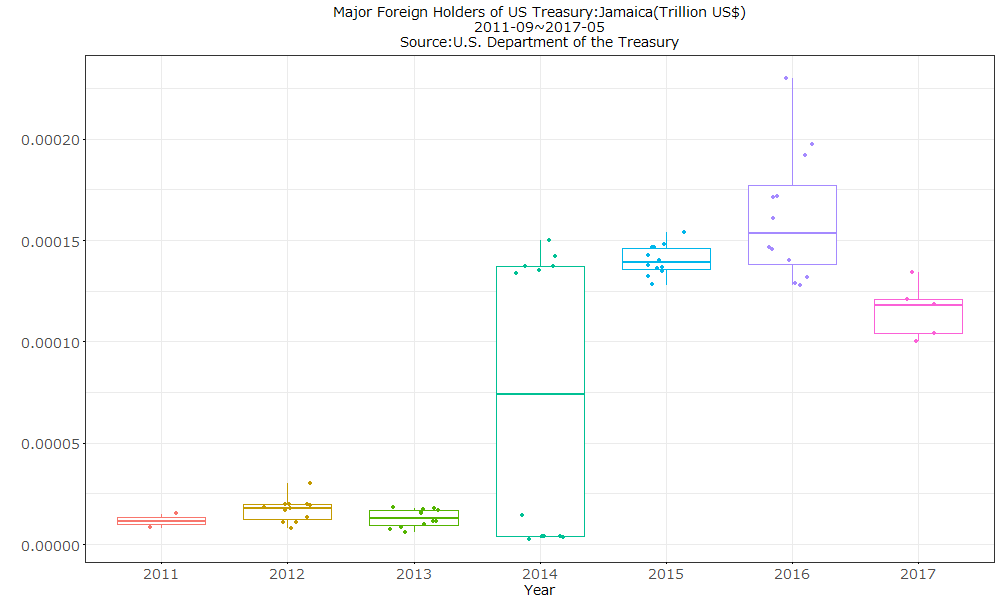 Major Foreign Holders of US Treasury:Jamaica(Trillion US$)
2011-09~2017-05
Source:U.S. Department of the Treasury
0.00020
0.00015
0.00010
0.00005
0.00000
2011 2012 2013 2014 2015 2016 2017
Year